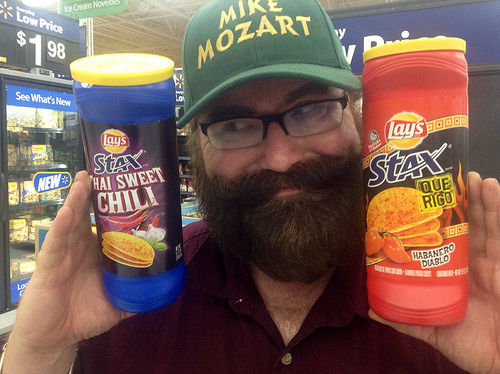 Ice Cream Novelties
Low Price
$1 98
See What's New
NEW
MIKE
MOZART
Price
Lay's
STAX
THAI SWEET
CHILI
Lay's
STAX
QUE
RICO
HABANERO
DIABLO